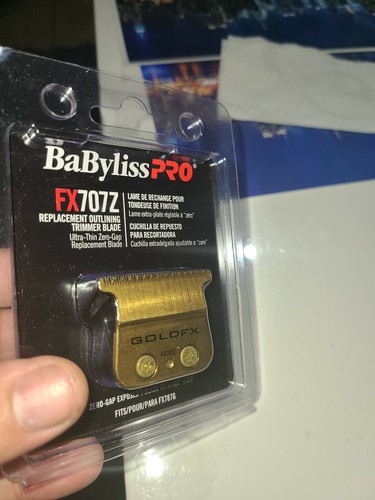 BaBylissPRO®
FX707Z
REPLACEMENT OUTLINING
TRIMMER BLADE
Ultra-Thin Zero-Gap
Replacement Blade
LAME DE RECHANGE POUR
TONDEUSE DE FINITION
Lame extra-plate réglable à "zéro"
CUCHILLA DE REPUESTO
PARA RECORTADORA
Cuchilla extradelgada ajustable a "cero"
GOLDFX
ZERO-GAP
FITS/POUR/PARA FX787G